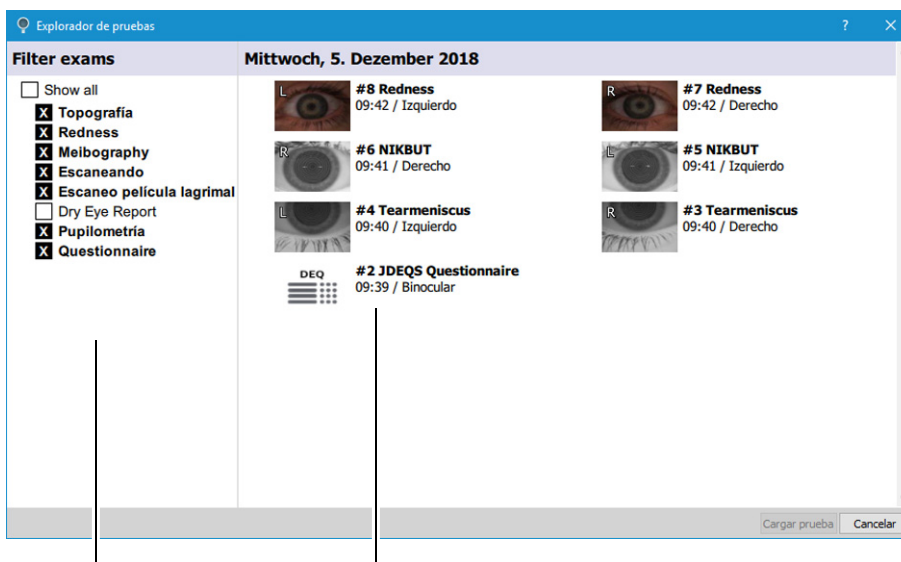 Explorador de pruebas
?
Filter exams
Mittwoch, 5. Dezember 2018
Show all
X Topografía
X Redness
X Meibography
X Escaneando
X Escaneo película lagrimal
Dry Eye Report
X Pupilometría
X Questionnaire
L
#8 Redness
09:42 / Izquierdo
R
#7 Redness
09:42 / Derecho
R
#6 NIKBUT
09:41 / Derecho
L
#5 NIKBUT
09:41 / Izquierdo
L
#4 Tearmeniscus
09:40 / Izquierdo
R
#3 Tearmeniscus
09:40 / Derecho
DEQ
#2 JDEQS Questionnaire
09:39 / Binocular
Cargar prueba
Cancelar